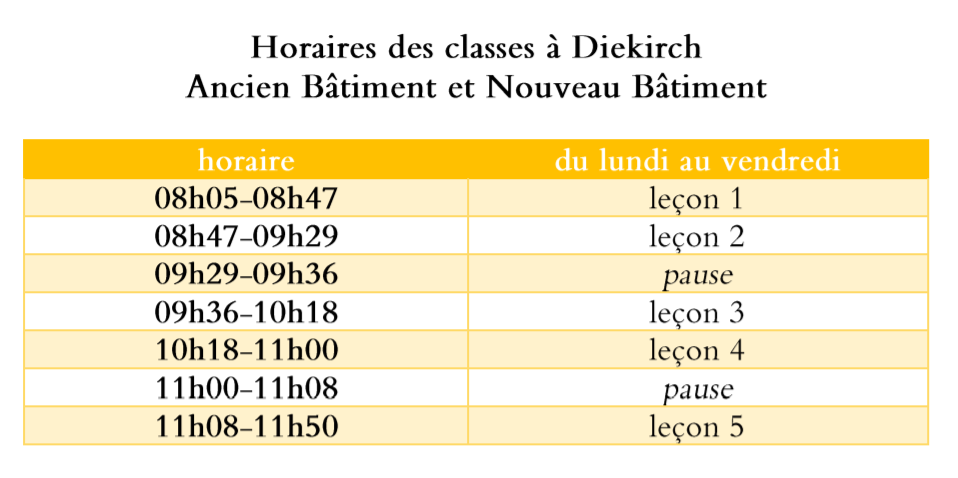 Horaires des classes à Diekirch
Ancien Bâtiment et Nouveau Bâtiment
horaire du lundi au vendredi
08h05-08h47 leçon 1
08h47-09h29 leçon 2
09h29-09h36 pause
09h36-10h18 leçon 3
10h18-11h00 leçon 4
11h00-11h08 pause
11h08-11h50 leçon 5